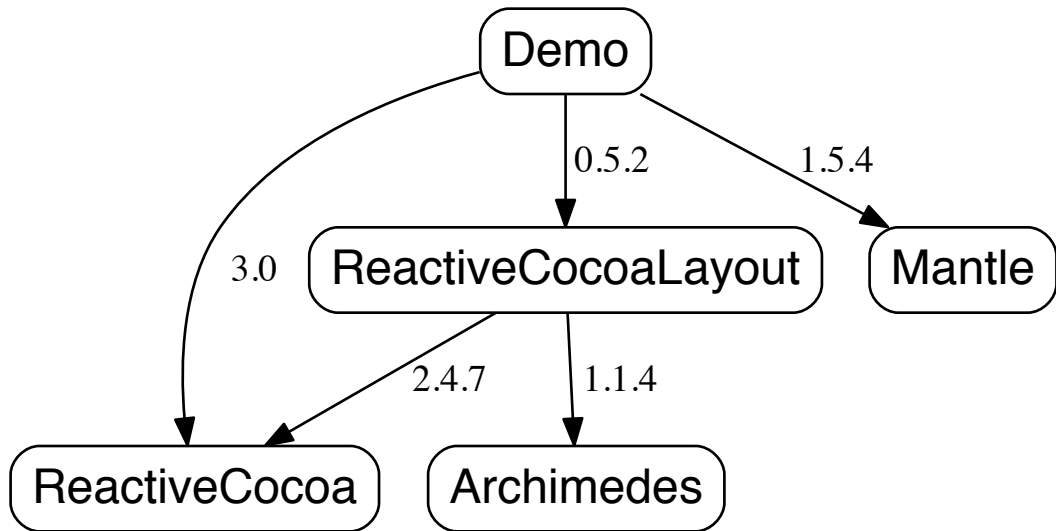 Demo
0.5.2
1.5.4
3.0
ReactiveCocoaLayout
Mantle
2.4.7
1.1.4
ReactiveCocoa
Archimedes